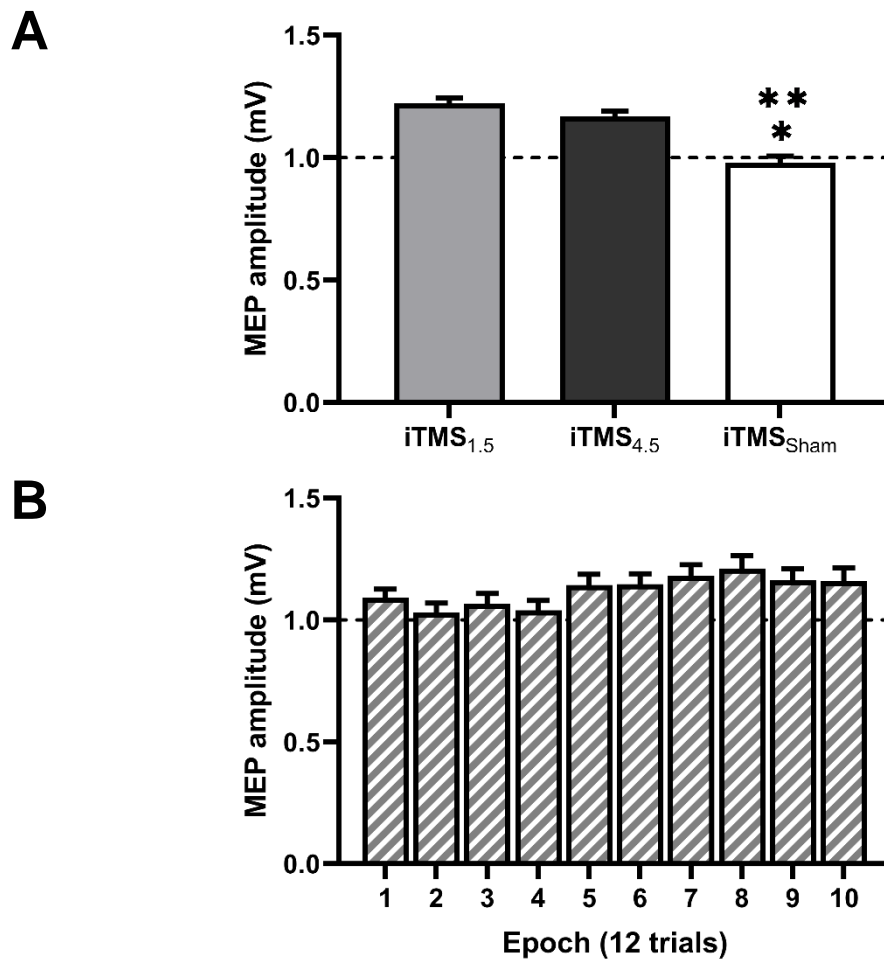 A
MEP amplitude (mV)
1.5
1.0
0.5
0.0
**
*
iTMS1.5 iTMS4.5 iTMSSham
B
MEP amplitude (mV)
1.5
1.0
0.5
0.0
1 2 3 4 5 6 7 8 9 10
Epoch (12 trials)